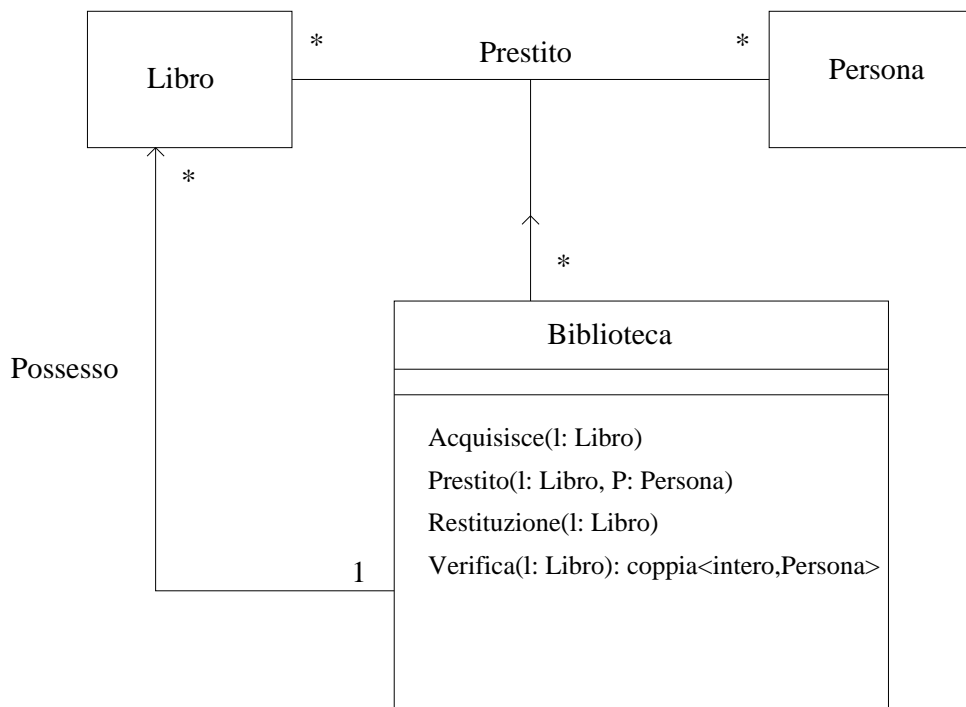 *
Prestito
*
Libro
Persona
*
*
Biblioteca
Possesso
Acquisisce(l: Libro)
Prestito(l: Libro, P: Persona)
Restituzione(l: Libro)
Verifica(l: Libro): coppia<intero,Persona>
1